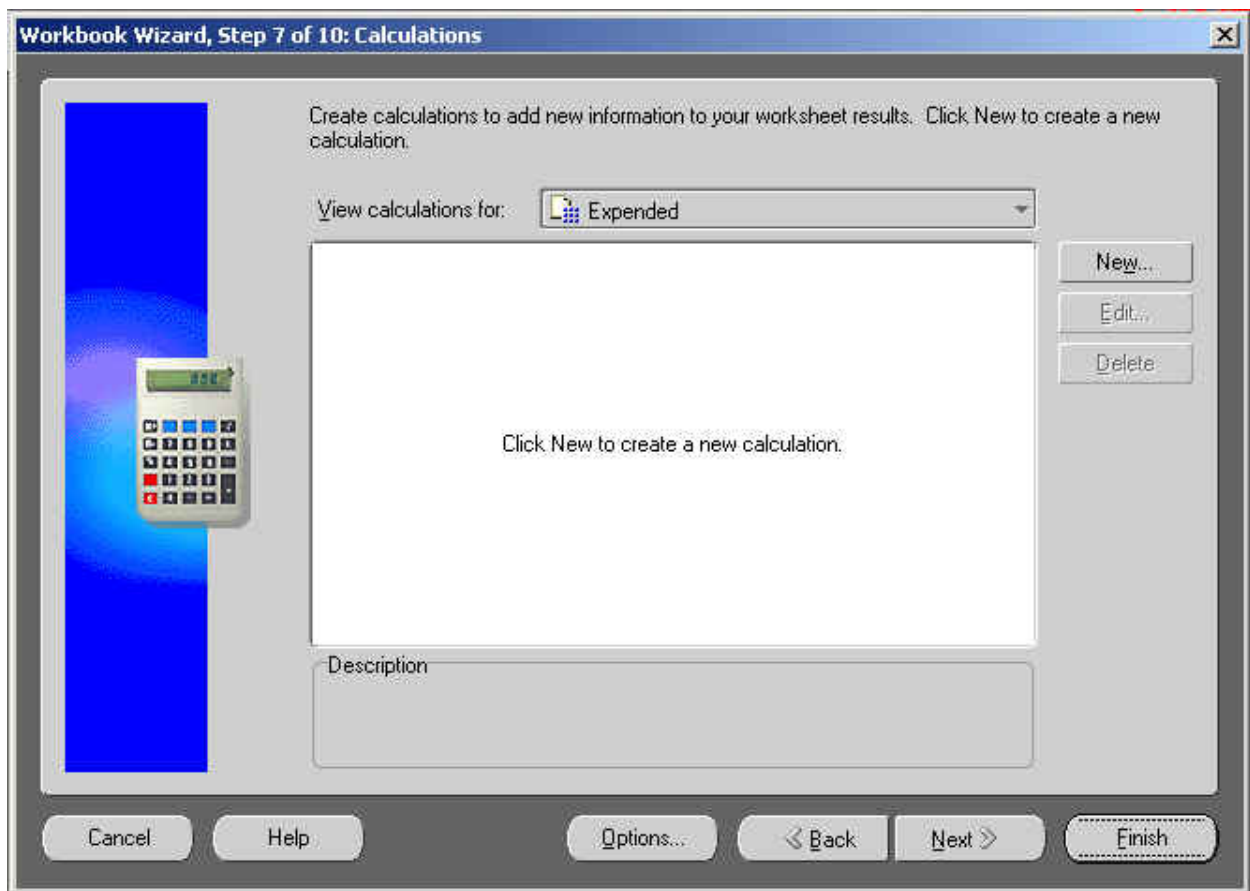 Workbook Wizard, Step 7 of 10: Calculations
Create calculations to add new information to your worksheet results. Click New to create a new
calculation.
View calculations for:
Expended
New...
Edit...
Delete
Click New to create a new calculation.
Description
Cancel
Help
Options...
Back
Next
Finish